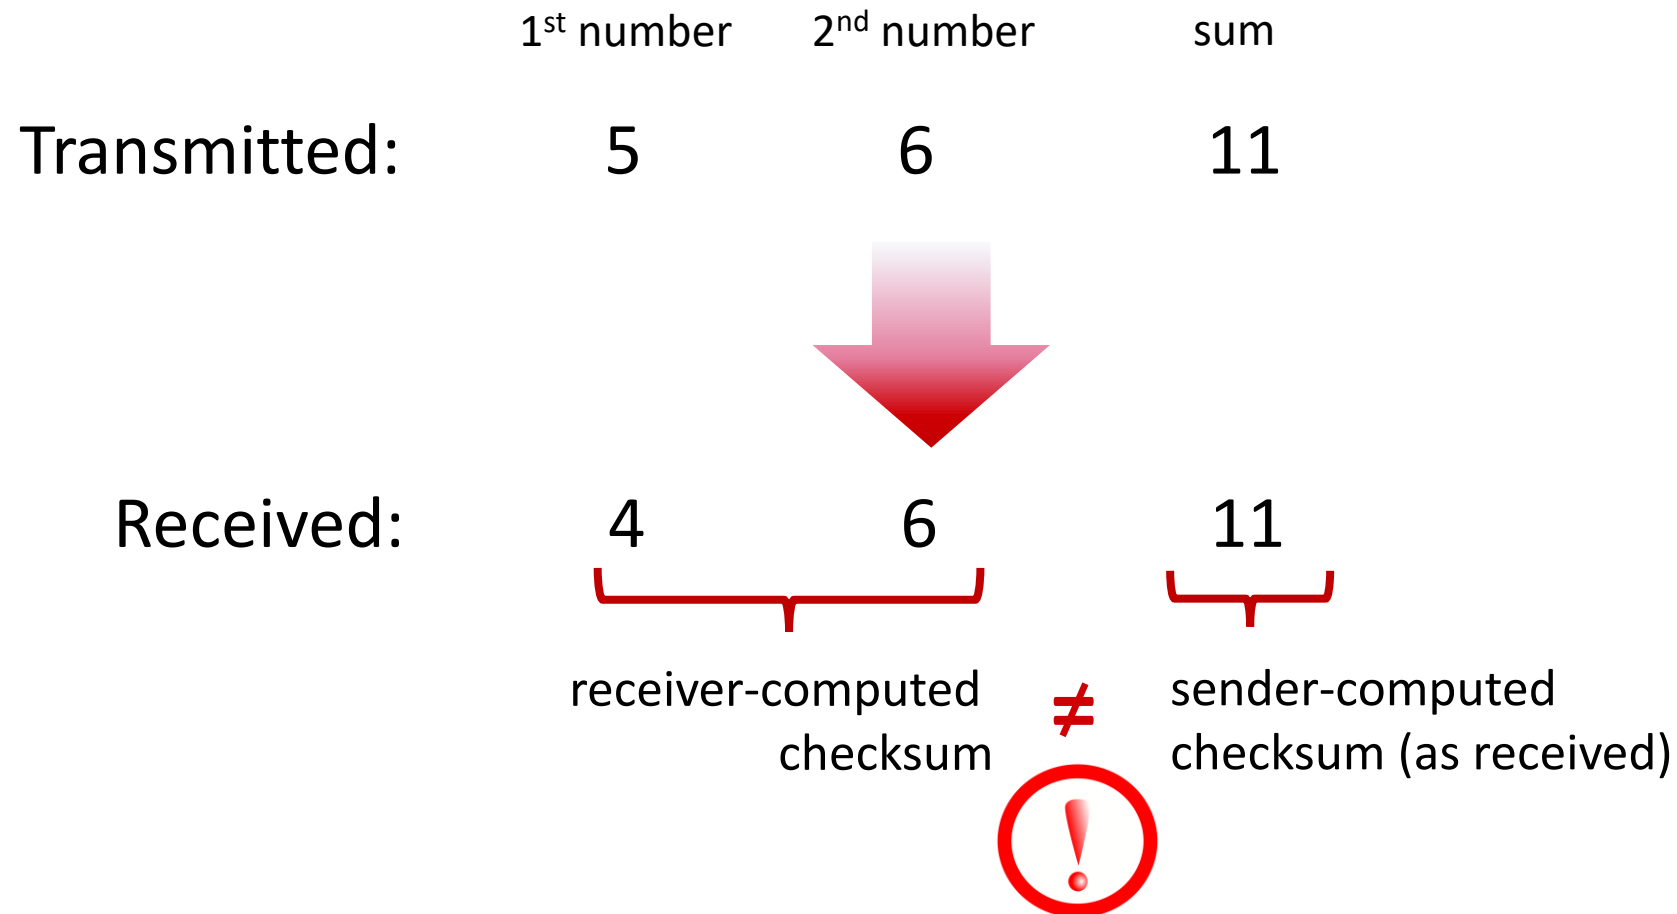 1st number 2nd number sum
Transmitted: 5 6 11
Received: 4 6 11
receiver-computed checksum
≠
sender-computed checksum (as received)
!